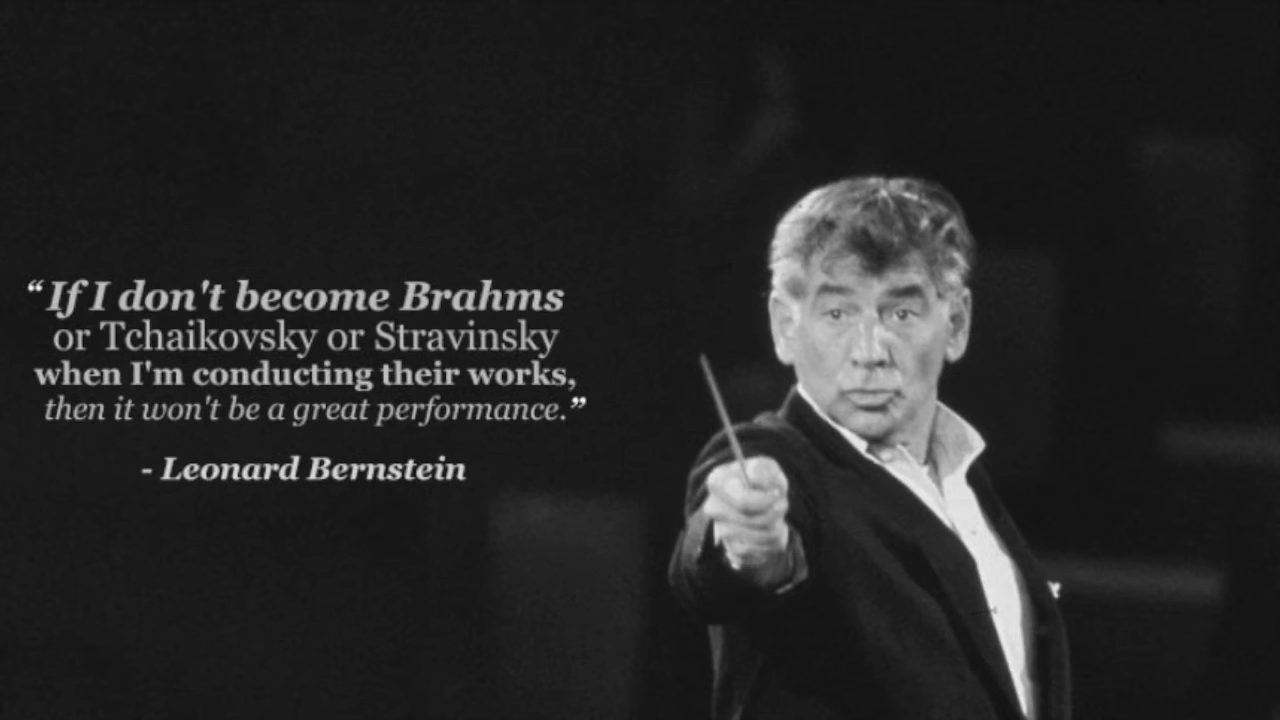 “If I don't become Brahms
or Tchaikovsky or Stravinsky
when I'm conducting their works,
then it won't be a great performance.”
- Leonard Bernstein